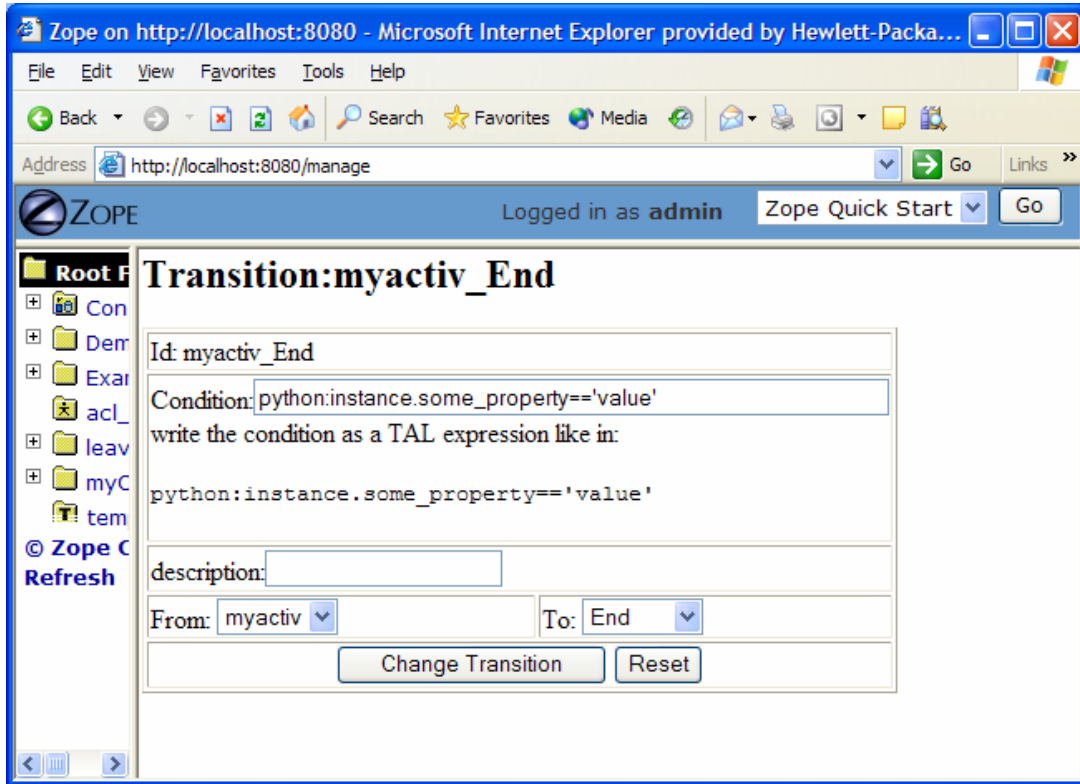 Zope on http://localhost:8080 - Microsoft Internet Explorer provided by Hewlett-Packa...
File Edit View Favorites Tools Help
Back Search Favorites Media
Address http://localhost:8080/manage Go Links »
ZOPE Logged in as admin Zope Quick Start Go
Root F
Con
Dem
Exar
acl_
leav
myC
tem
© Zope C
Refresh
Transition:myactiv_End
Id: myactiv_End
Condition: python:instance.some_property=='value'
write the condition as a TAL expression like in:
python:instance.some_property=='value'
description:
From: myactiv To: End
Change Transition Reset